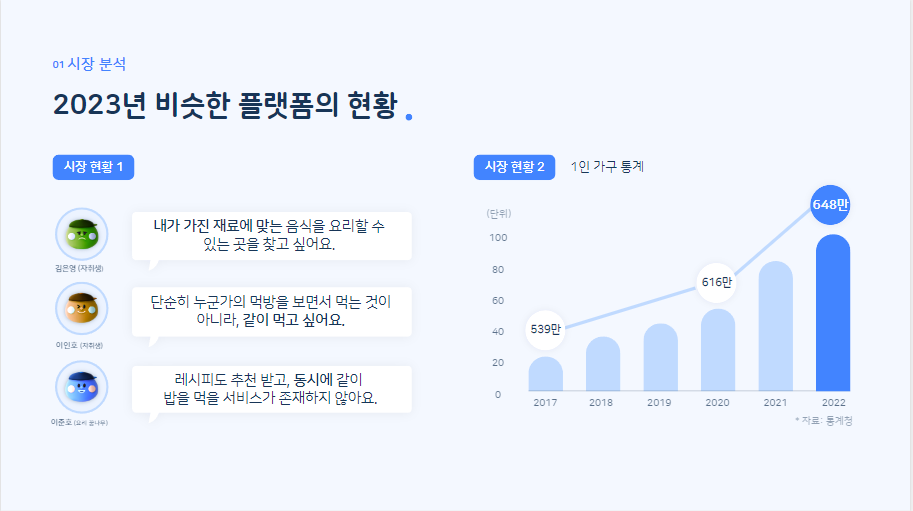 01 시장 분석
2023년 비슷한 플랫폼의 현황.
시장 현황 1
내가 가진 재료에 맞는 음식을 요리할 수
있는 곳을 찾고 싶어요.
김은영 (자취생)
단순히 누군가의 먹방을 보면서 먹는 것이
아니라, 같이 먹고 싶어요.
이인호 (자취생)
레시피도 추천 받고, 동시에 같이
밥을 먹을 서비스가 존재하지 않아요.
이준호 (요리 꿈나무)
시장 현황 2
1인 가구 통계
(단위)
100
80
60
40
20
0
539만
616만
648만
2017
2018
2019
2020
2021
2022
* 자료: 통계청